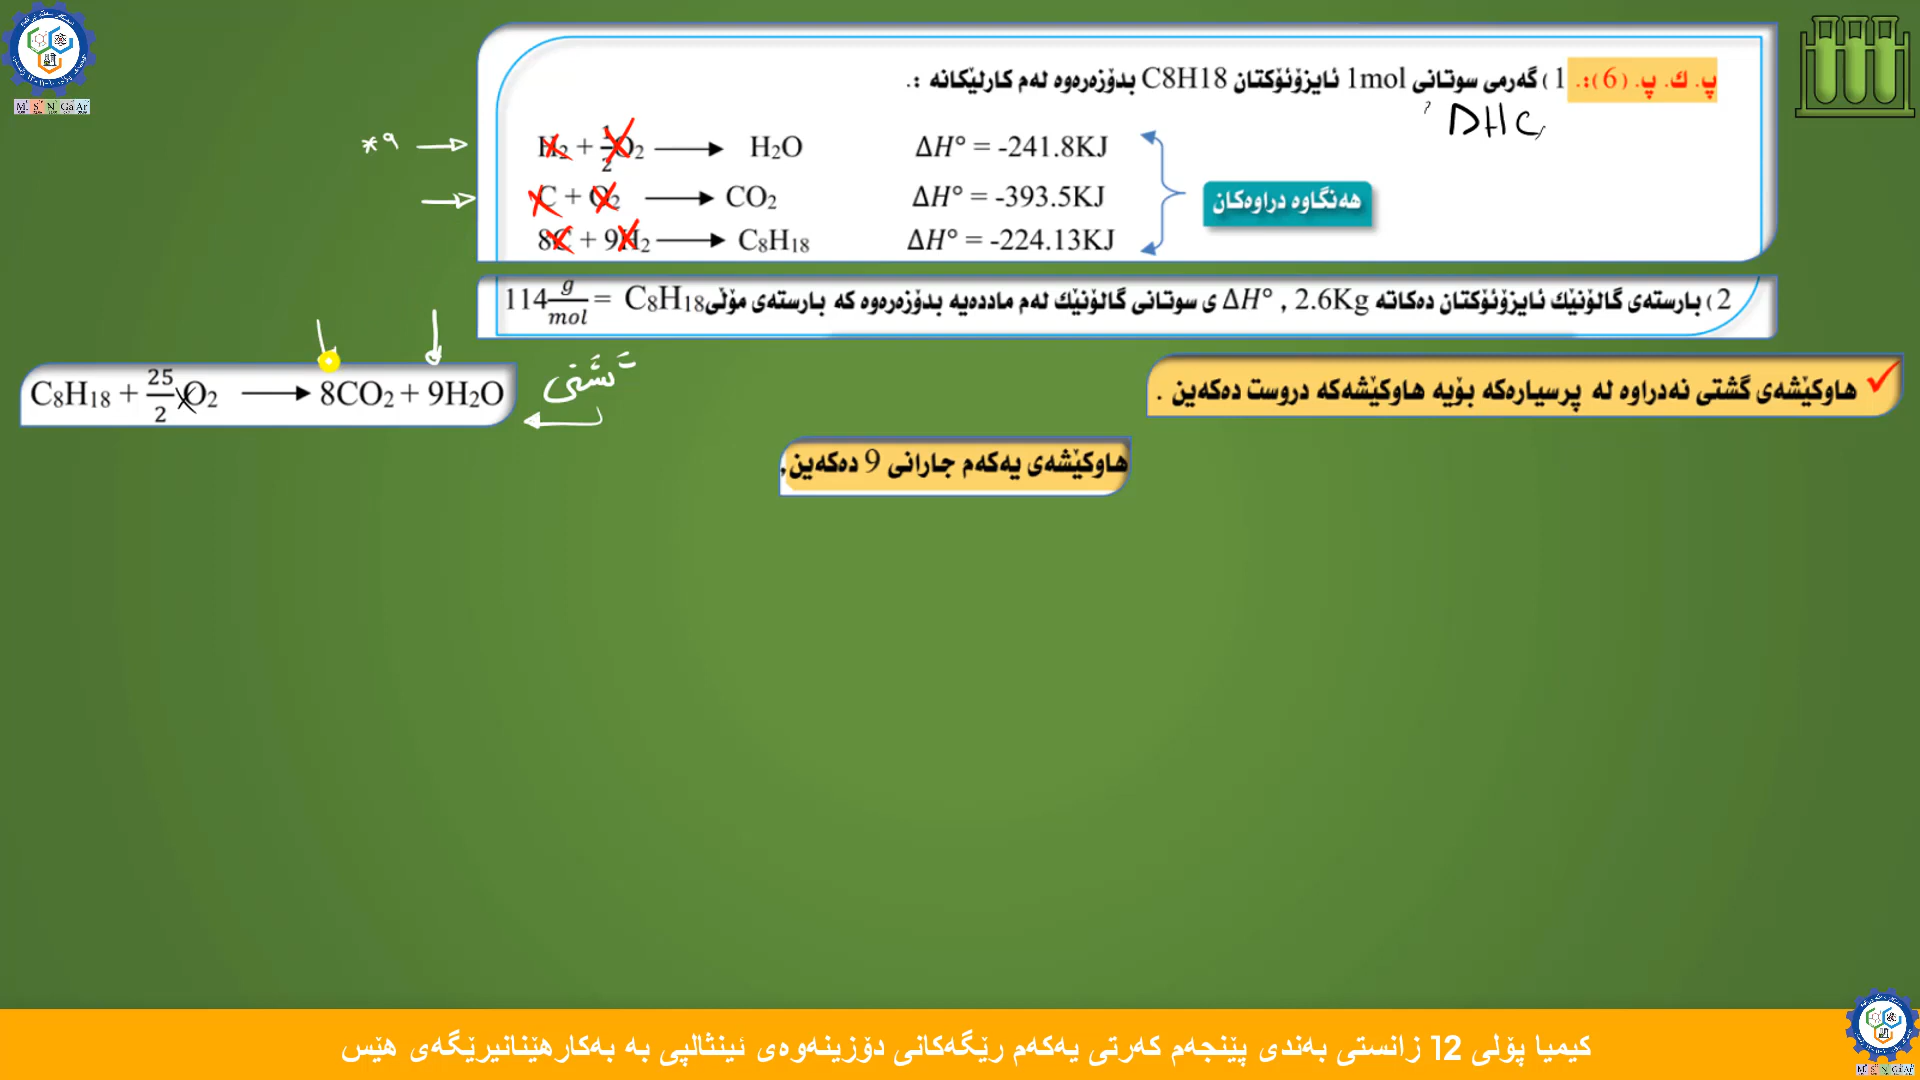 پ. ك. پ. (6):. 1) گەرمی سوتانی 1mol ئایزۆئۆکتان C8H18 بدۆزەرەوە لەم کارلێکانە :.
DHC
*٩ H₂ + 1/2 O₂ ⟶ H₂O ΔH° = -241.8KJ
C + O₂ ⟶ CO₂ ΔH° = -393.5KJ
8C + 9H₂ ⟶ C₈H₁₈ ΔH° = -224.13KJ
هەنگاوە دراوەکان
2) بارستەی گالۆنێك ئایزۆئۆکتان دەکاتە 2.6Kg , ΔH° ی سوتانی گالۆنێك لەم ماددەیە بدۆزەرەوە کە بارستەی مۆڵی C₈H₁₈ = 114 g/mol
C₈H₁₈ + 25/2 O₂ ⟶ 8CO₂ + 9H₂O
✓ هاوکێشەی گشتی نەدراوە لە پرسیارەکە بۆیە هاوکێشەکە دروست دەکەین .
هاوکێشەی یەکەم جارانی 9 دەکەین,
کیمیا پۆلی 12 زانستی بەندی پێنجەم کەرتی یەکەم رێگەکانی دۆزینەوەی ئینثالپی بە بەکارهێنانیرێگەی هێس